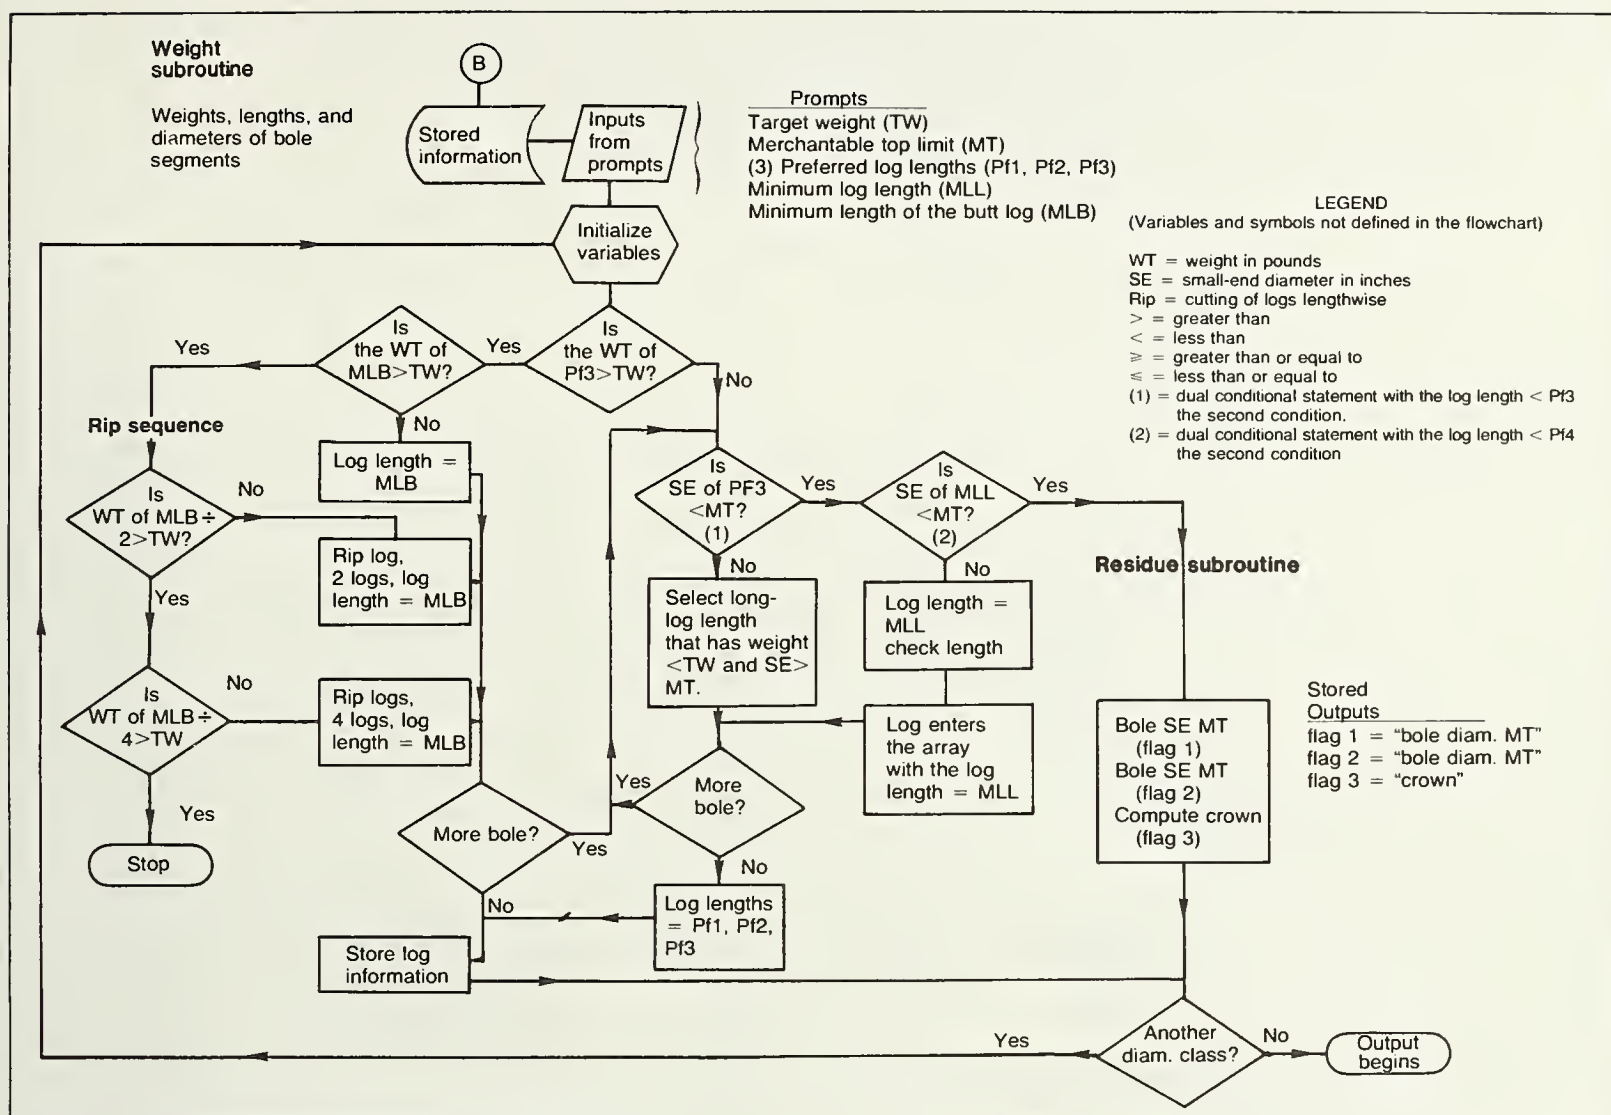 Weight
subroutine
Weights, lengths, and
diameters of bole
segments
B
Stored
information
Inputs
from
prompts
Prompts
Target weight (TW)
Merchantable top limit (MT)
(3) Preferred log lengths (Pf1, Pf2, Pf3)
Minimum log length (MLL)
Minimum length of the butt log (MLB)
LEGEND
(Variables and symbols not defined in the flowchart)
WT = weight in pounds
SE = small-end diameter in inches
Rip = cutting of logs lengthwise
> = greater than
< = less than
≥ = greater than or equal to
≤ = less than or equal to
(1) = dual conditional statement with the log length < Pf3
the second condition.
(2) = dual conditional statement with the log length < Pf4
the second condition
Initialize
variables
Is
the WT of
Pf3>TW?
Yes
No
Is
the WT of
MLB>TW?
Yes
No
Rip sequence
Log length =
MLB
Is
WT of MLB ÷
2>TW?
No
Yes
Rip log,
2 logs, log
length = MLB
Is
WT of MLB ÷
4>TW
No
Yes
Rip logs,
4 logs, log
length = MLB
Stop
More bole?
Yes
No
Is
SE of PF3
<MT?
(1)
Yes
No
Is
SE of MLL
<MT?
(2)
Yes
No
Select long-
log length
that has weight
<TW and SE>
MT.
Log length =
MLL
check length
Log enters
the array
with the log
length = MLL
More
bole?
Yes
No
Log lengths
= Pf1, Pf2,
Pf3
Store log
information
Residue subroutine
Bole SE MT
(flag 1)
Bole SE MT
(flag 2)
Compute crown
(flag 3)
Stored
Outputs
flag 1 = "bole diam. MT"
flag 2 = "bole diam. MT"
flag 3 = "crown"
Another
diam. class?
Yes
No
Output
begins